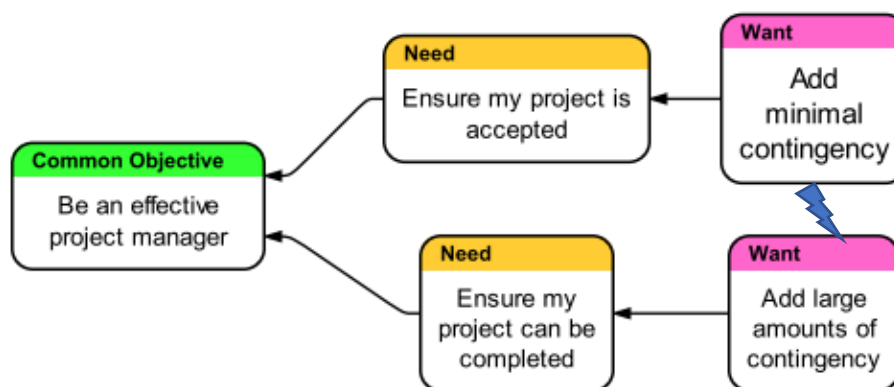 Want
Add
minimal
contingency
Need
Ensure my project is
accepted
Common Objective
Be an effective
project manager
Need
Ensure my
project can be
completed
Want
Add large
amounts of
contingency